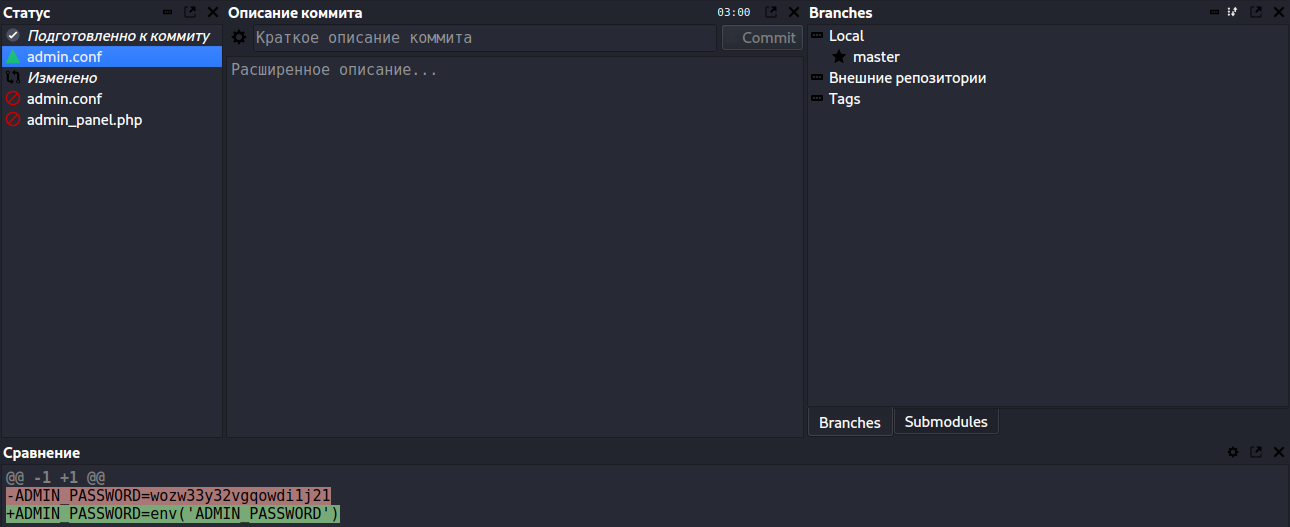 Статус
Подготовленно к коммиту
admin.conf
Изменено
admin.conf
admin_panel.php
Описание коммита
03:00
Краткое описание коммита
Commit
Расширенное описание...
Branches
Local
master
Внешние репозитории
Tags
Branches
Submodules
Сравнение
@@ -1 +1 @@
-ADMIN_PASSWORD=wozw33y32vgqowdi1j21
+ADMIN_PASSWORD=env('ADMIN_PASSWORD')